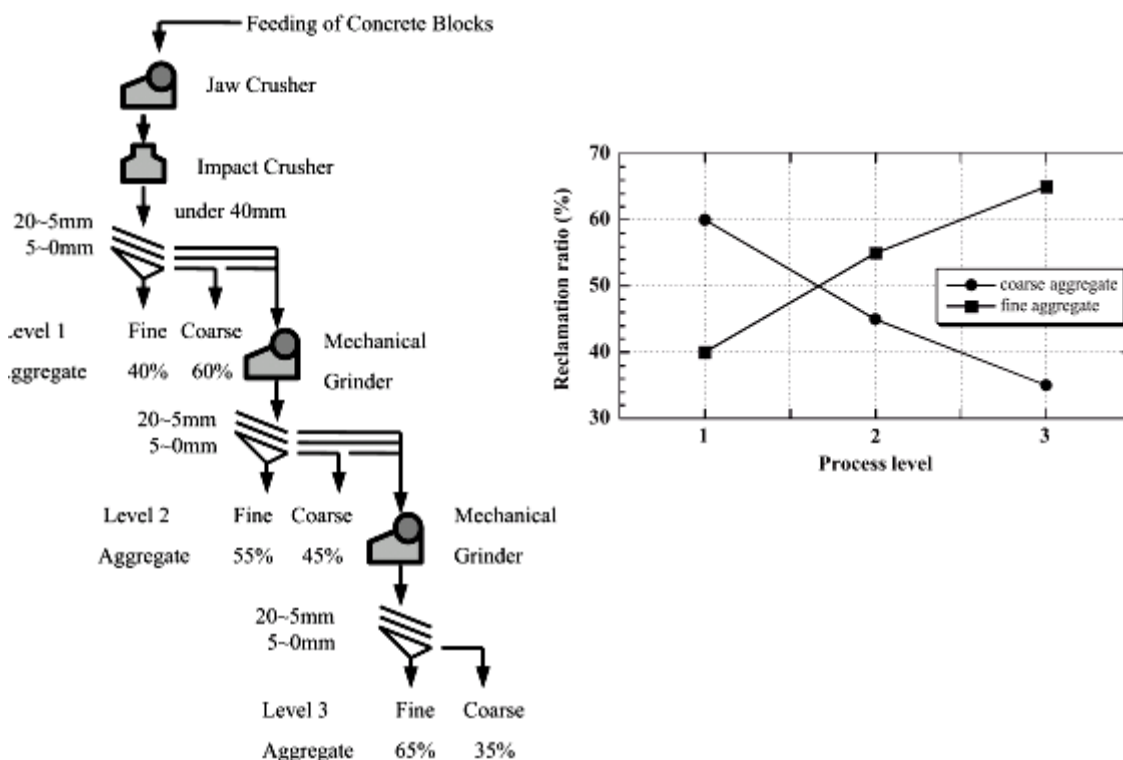 Feeding of Concrete Blocks
Jaw Crusher
Impact Crusher
under 40mm
20~5mm
5~0mm
evel 1 Fine Coarse
ggregate 40% 60%
Mechanical
Grinder
20~5mm
5~0mm
Level 2 Fine Coarse
Aggregate 55% 45%
Mechanical
Grinder
20~5mm
5~0mm
Level 3 Fine Coarse
Aggregate 65% 35%
Reclamation ratio (%)
70
60
50
40
30
1 2 3
Process level
coarse aggregate
fine aggregate